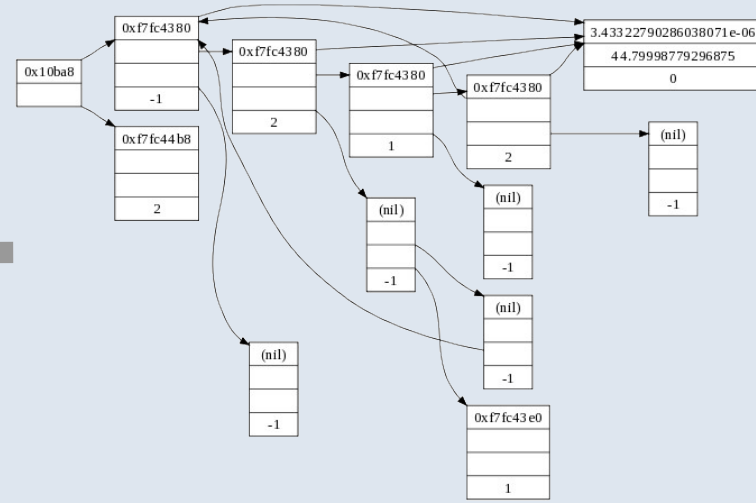 0x10ba8
0xf7fc4380
-1
0xf7fc44b8
2
0xf7fc4380
2
0xf7fc4380
1
0xf7fc4380
2
3.43322790286038071e-06
44.79998779296875
0
(nil)
-1
(nil)
-1
(nil)
-1
(nil)
-1
(nil)
-1
0xf7fc43e0
1